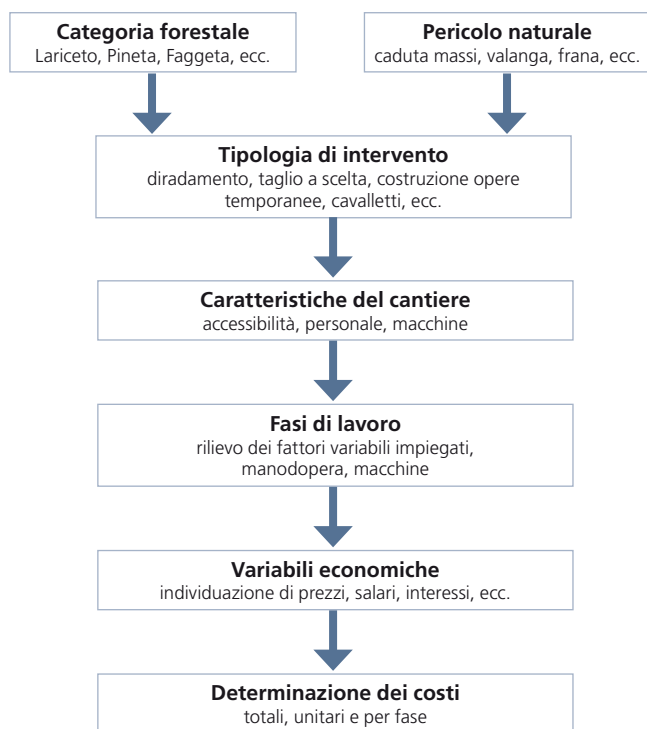 Categoria forestale
Lariceto, Pineta, Faggeta, ecc.
Pericolo naturale
caduta massi, valanga, frana, ecc.
Tipologia di intervento
diradamento, taglio a scelta, costruzione opere
temporanee, cavalletti, ecc.
Caratteristiche del cantiere
accessibilità, personale, macchine
Fasi di lavoro
rilievo dei fattori variabili impiegati,
manodopera, macchine
Variabili economiche
individuazione di prezzi, salari, interessi, ecc.
Determinazione dei costi
totali, unitari e per fase